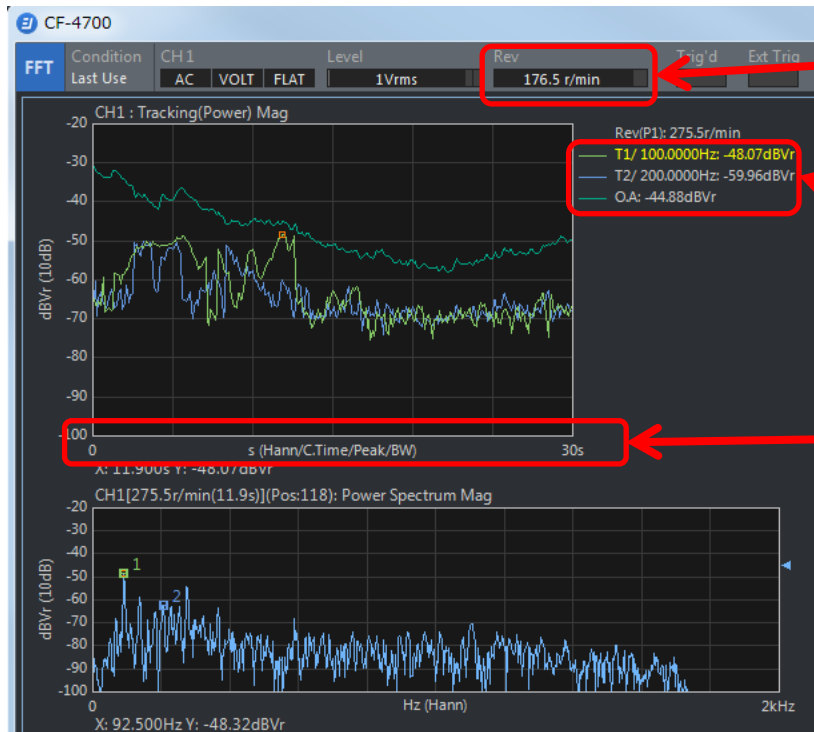 CF-4700
FFT
Condition CH1 Level Rev Trig'd Ext Trig
Last Use AC VOLT FLAT 1Vrms 176.5 r/min
CH1 : Tracking(Power) Mag
-20
-30
-40
-50
-60
-70
-80
-90
-100
dBVr (10dB)
Rev(P1): 275.5r/min
T1/ 100.0000Hz: -48.07dBVr
T2/ 200.0000Hz: -59.96dBVr
O.A: -44.88dBVr
0 s (Hann/C.Time/Peak/BW) 30s
X: 11.900s Y: -48.07dBVr
CH1[275.5r/min(11.9s)](Pos:118): Power Spectrum Mag
-20
-30
-40
-50
-60
-70
-80
-90
-100
dBVr (10dB)
1
2
0 Hz (Hann) 2kHz
X: 92.500Hz Y: -48.32dBVr